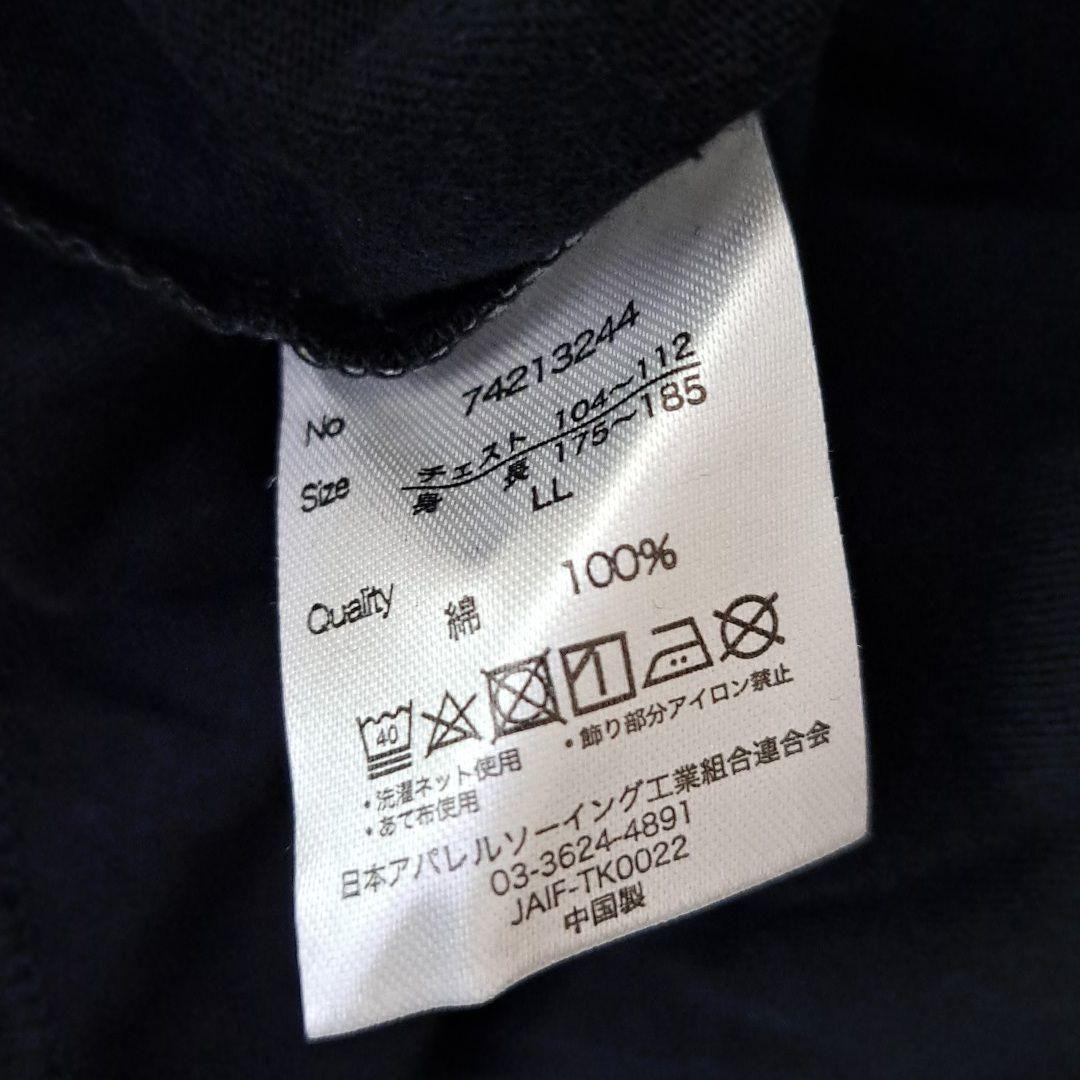 No 74213244
Size チェスト 104～112
身 長 175～185
LL
Quality 綿 100%
40
・洗濯ネット使用
・あて布使用
・飾り部分アイロン禁止
日本アパレルソーイング工業組合連合会
03-3624-4891
JAIF-TK0022
中国製